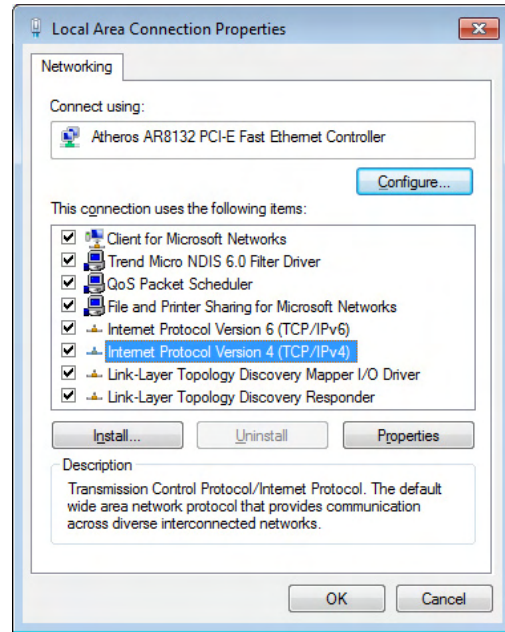 Local Area Connection Properties
Networking
Connect using:
Atheros AR8132 PCI-E Fast Ethernet Controller
Configure...
This connection uses the following items:
Client for Microsoft Networks
Trend Micro NDIS 6.0 Filter Driver
QoS Packet Scheduler
File and Printer Sharing for Microsoft Networks
Internet Protocol Version 6 (TCP/IPv6)
Internet Protocol Version 4 (TCP/IPv4)
Link-Layer Topology Discovery Mapper I/O Driver
Link-Layer Topology Discovery Responder
Install... Uninstall Properties
Description
Transmission Control Protocol/Internet Protocol. The default
wide area network protocol that provides communication
across diverse interconnected networks.
OK Cancel